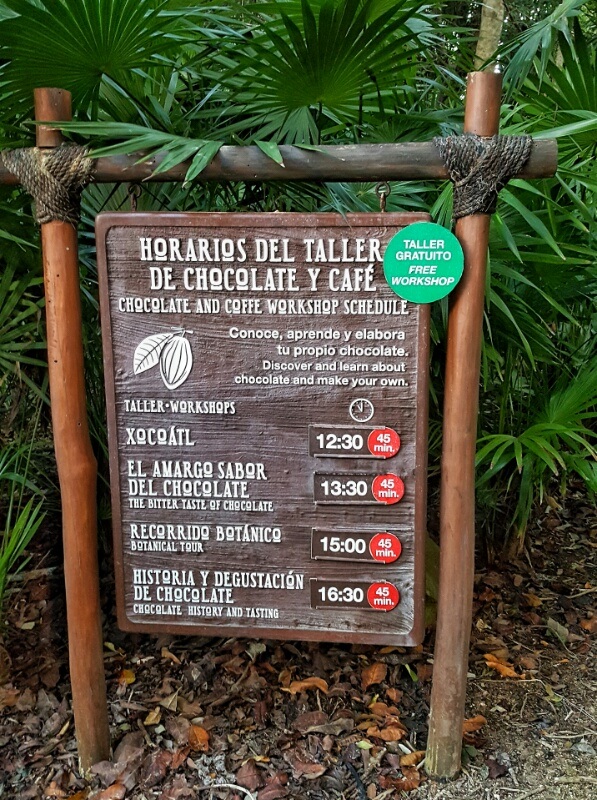 HORARIOS DEL TALLER
DE CHOCOLATE Y CAFÉ
CHOCOLATE AND COFFE WORKSHOP SCHEDULE
TALLER
GRATUITO
FREE
WORKSHOP
Conoce, aprende y elabora
tu propio chocolate.
Discover and learn about
chocolate and make your own.
TALLER•WORKSHOPS
XOCOÁTL 12:30 45 min.
EL AMARGO SABOR
DEL CHOCOLATE 13:30 45 min.
THE BITTER TASTE OF CHOCOLATE
RECORRIDO BOTÁNICO 15:00 45 min.
BOTANICAL TOUR
HISTORIA Y DEGUSTACIÓN
DE CHOCOLATE 16:30 45 min.
CHOCOLATE HISTORY AND TASTING